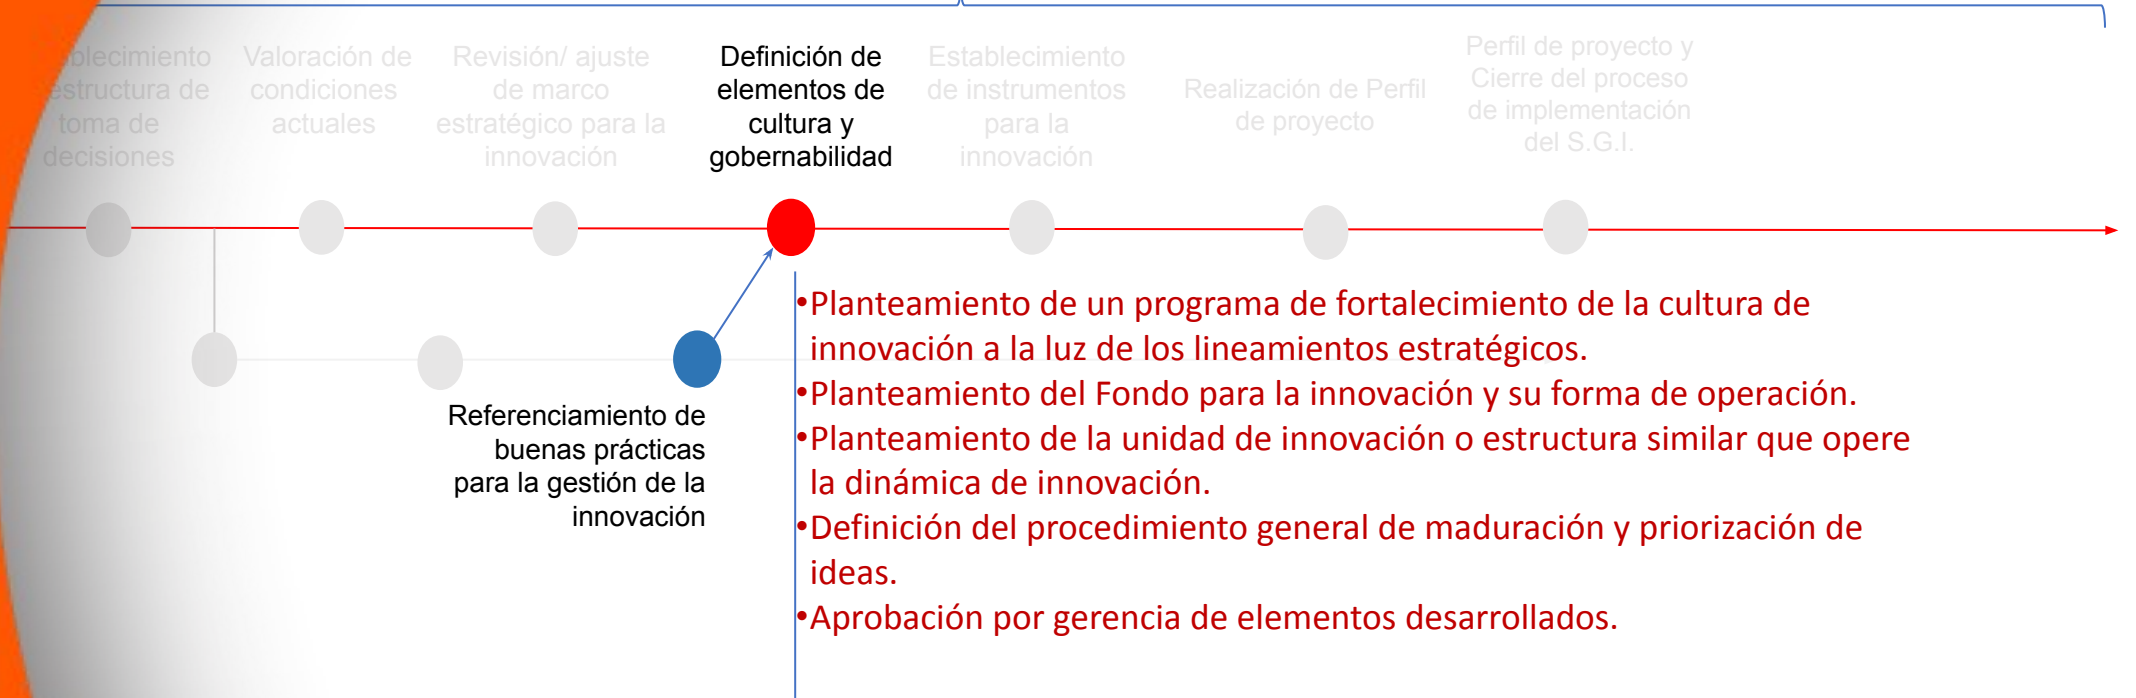 blecimiento
estructura de
toma de
decisiones
Valoración de
condiciones
actuales
Revisión/ ajuste
de marco
estratégico para la
innovación
Definición de
elementos de
cultura y
gobernabilidad
Establecimiento
de instrumentos
para la
innovación
Realización de Perfil
de proyecto
Perfil de proyecto y
Cierre del proceso
de implementación
del S.G.I.
Referenciamiento de
buenas prácticas
para la gestión de la
innovación
•Planteamiento de un programa de fortalecimiento de la cultura de
innovación a la luz de los lineamientos estratégicos.
•Planteamiento del Fondo para la innovación y su forma de operación.
•Planteamiento de la unidad de innovación o estructura similar que opere
la dinámica de innovación.
•Definición del procedimiento general de maduración y priorización de
ideas.
•Aprobación por gerencia de elementos desarrollados.